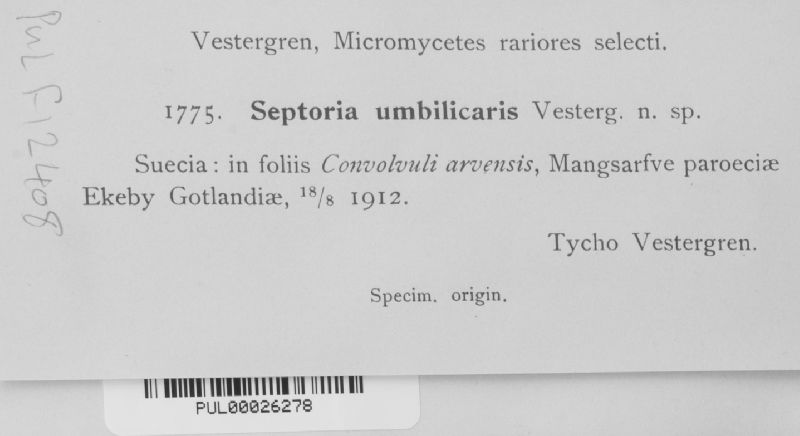 Vestergren, Micromycetes rariores selecti.
1775. Septoria umbilicaris Vesterg. n. sp.
Suecia: in foliis Convolvuli arvensis, Mangsarfve paroeciæ
Ekeby Gotlandiæ, 18/8 1912.
Tycho Vestergren.
Specim. origin.
PUL F12408
PUL00026278